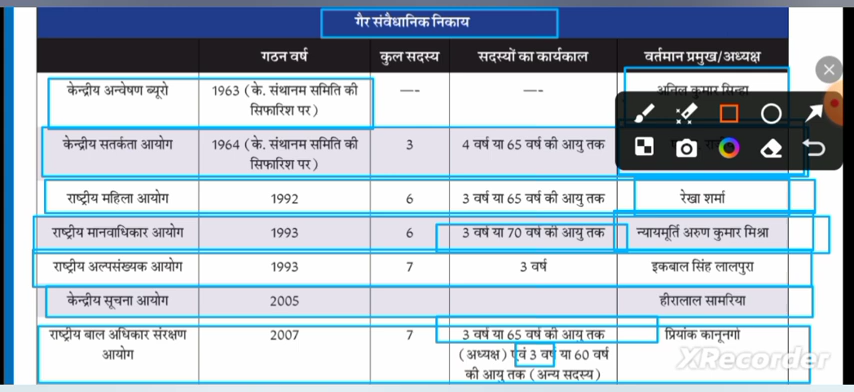 गैर संवैधानिक निकाय
गठन वर्ष कुल सदस्य सदस्यों का कार्यकाल वर्तमान प्रमुख/अध्यक्ष
केन्द्रीय अन्वेषण ब्यूरो 1963 (के. संथानम समिति की —- —- अनिल कुमार सिन्हा
सिफारिश पर)
केन्द्रीय सतर्कता आयोग 1964 (के. संथानम समिति की 3 4 वर्ष या 65 वर्ष की आयु तक
सिफारिश पर)
राष्ट्रीय महिला आयोग 1992 6 3 वर्ष या 65 वर्ष की आयु तक रेखा शर्मा
राष्ट्रीय मानवाधिकार आयोग 1993 6 3 वर्ष या 70 वर्ष की आयु तक न्यायमूर्ति अरुण कुमार मिश्रा
राष्ट्रीय अल्पसंख्यक आयोग 1993 7 3 वर्ष इकबाल सिंह लालपुरा
केन्द्रीय सूचना आयोग 2005 हीरालाल सामरिया
राष्ट्रीय बाल अधिकार संरक्षण 2007 7 3 वर्ष या 65 वर्ष की आयु तक प्रियांक कानूनगो
आयोग (अध्यक्ष) एवं 3 वर्ष या 60 वर्ष
की आयु तक (अन्य सदस्य)
XRecorder